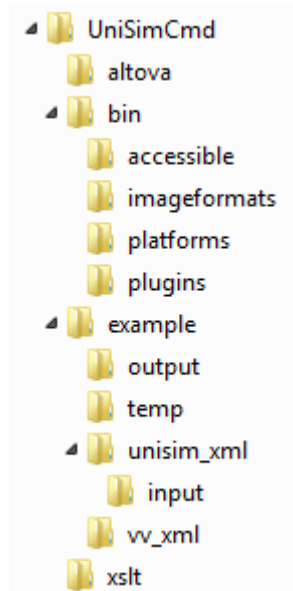 UniSimCmd
altova
bin
accessible
imageformats
platforms
plugins
example
output
temp
unisim_xml
input
vv_xml
xslt